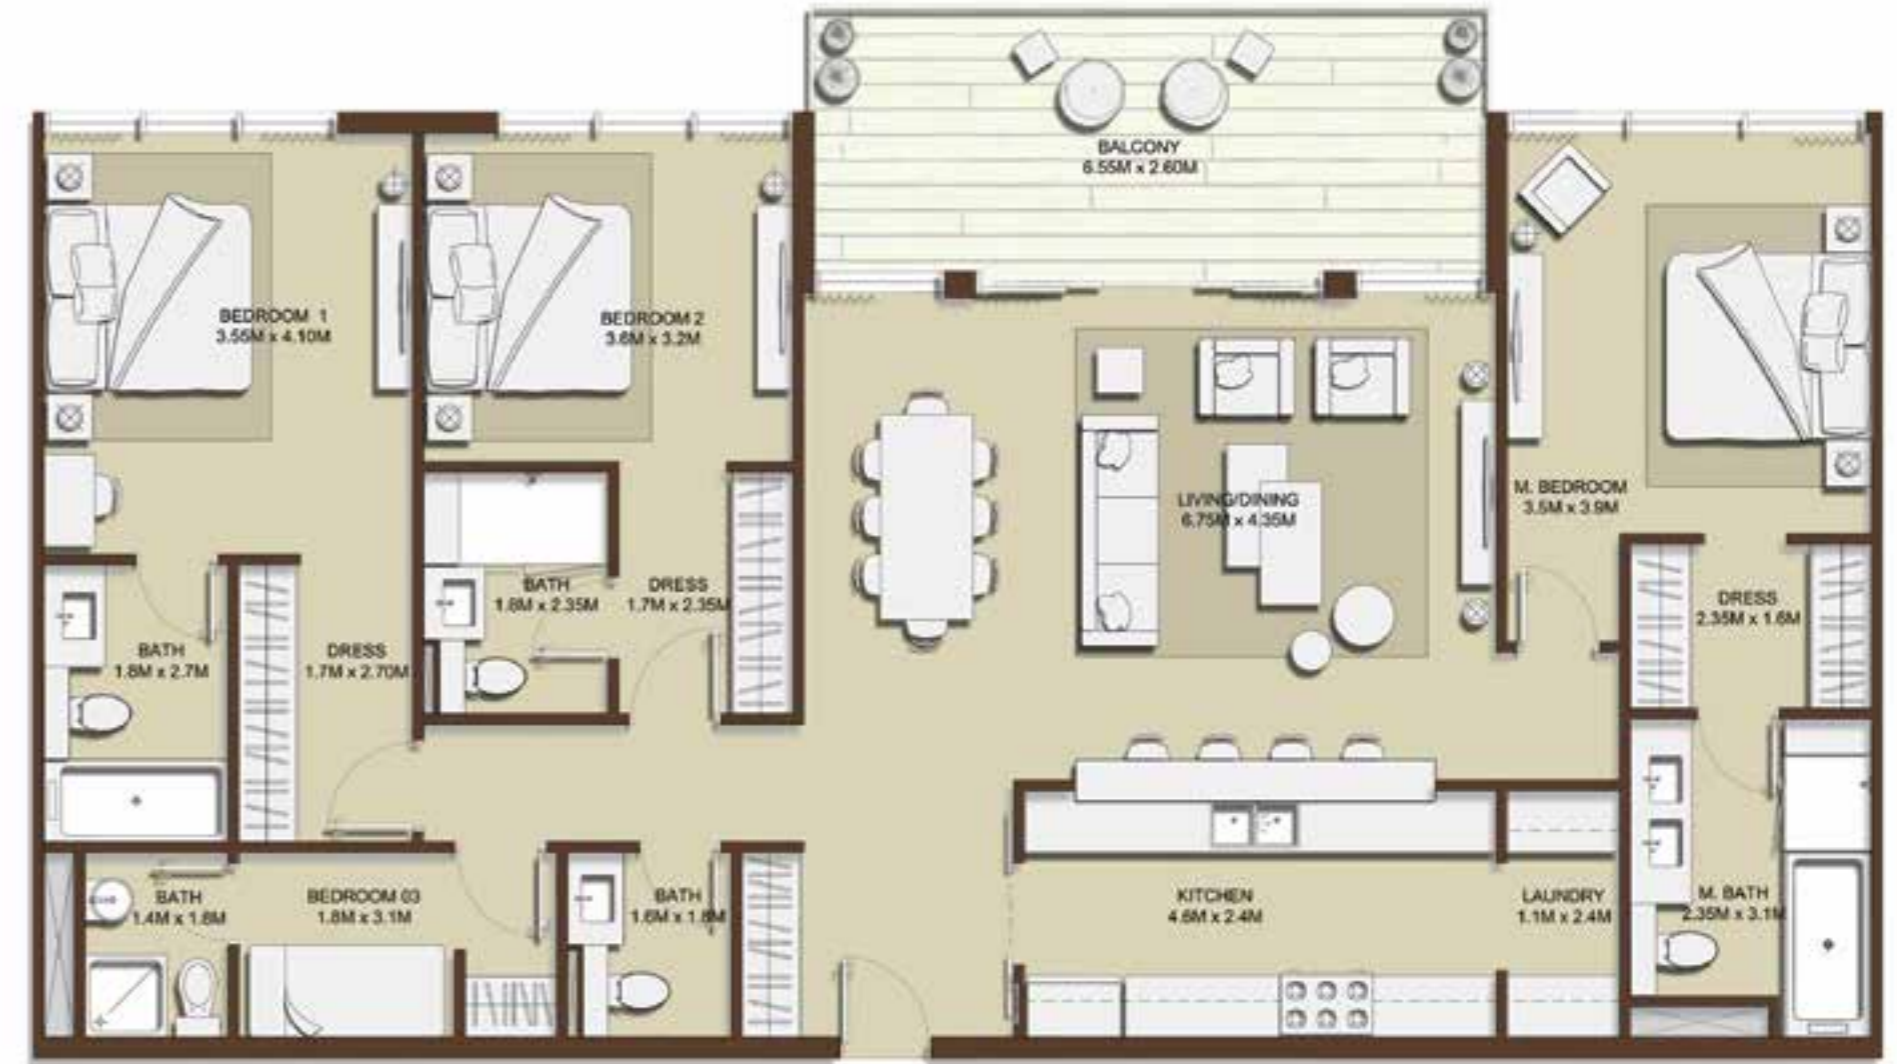 BALCONY
6.55M x 2.60M
BEDROOM 1
3.55M x 4.10M
BEDROOM 2
3.6M x 3.2M
M. BEDROOM
3.5M x 3.9M
LIVING/DINING
6.75M x 4.35M
BATH
1.8M x 2.35M
DRESS
1.7M x 2.35M
DRESS
2.35M x 1.6M
BATH
1.8M x 2.7M
DRESS
1.7M x 2.70M
BATH
1.4M x 1.8M
BEDROOM 03
1.8M x 3.1M
BATH
1.6M x 1.8M
KITCHEN
4.6M x 2.4M
LAUNDRY
1.1M x 2.4M
M. BATH
2.35M x 3.1M